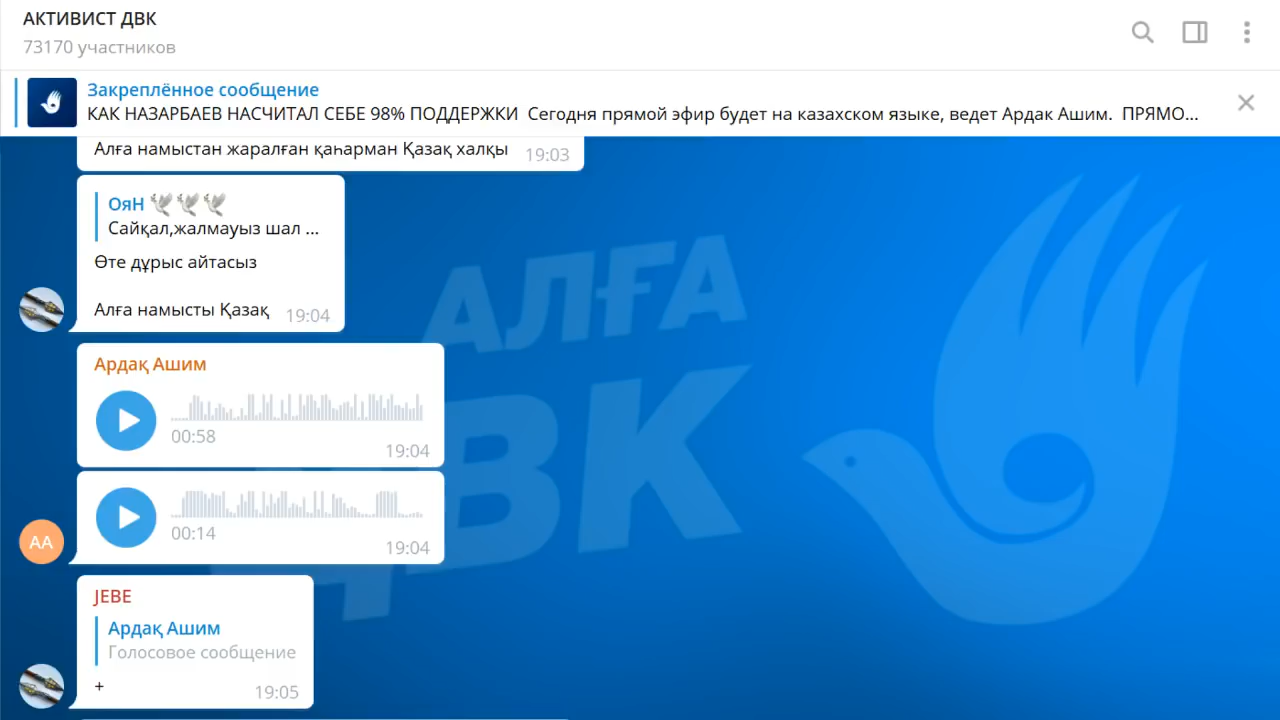 АКТИВИСТ ДВК
73170 участников
Закреплённое сообщение
КАК НАЗАРБАЕВ НАСЧИТАЛ СЕБЕ 98% ПОДДЕРЖКИ Сегодня прямой эфир будет на казахском языке, ведет Ардак Ашим. ПРЯМО...
Алға намыстан жаралған қаһарман Қазақ халқы 19:03
ОяН 🕊🕊🕊
Сайқал,жалмауыз шал ...
Өте дұрыс айтасыз
Алға намысты Қазақ 19:04
Ардақ Ашим
00:58
19:04
00:14
19:04
АА
JEBE
Ардақ Ашим
Голосовое сообщение
+ 19:05
АЛҒА
ДВК